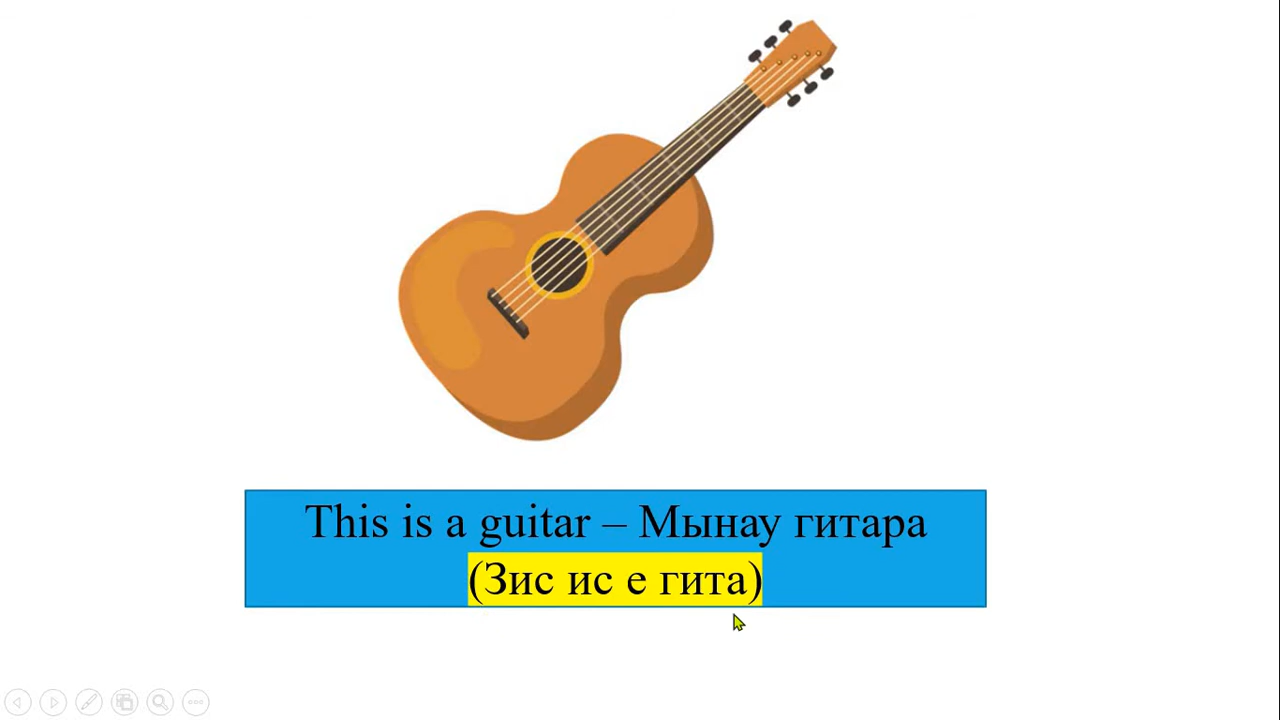 This is a guitar – Мынау гитара
(Зис ис е гита)